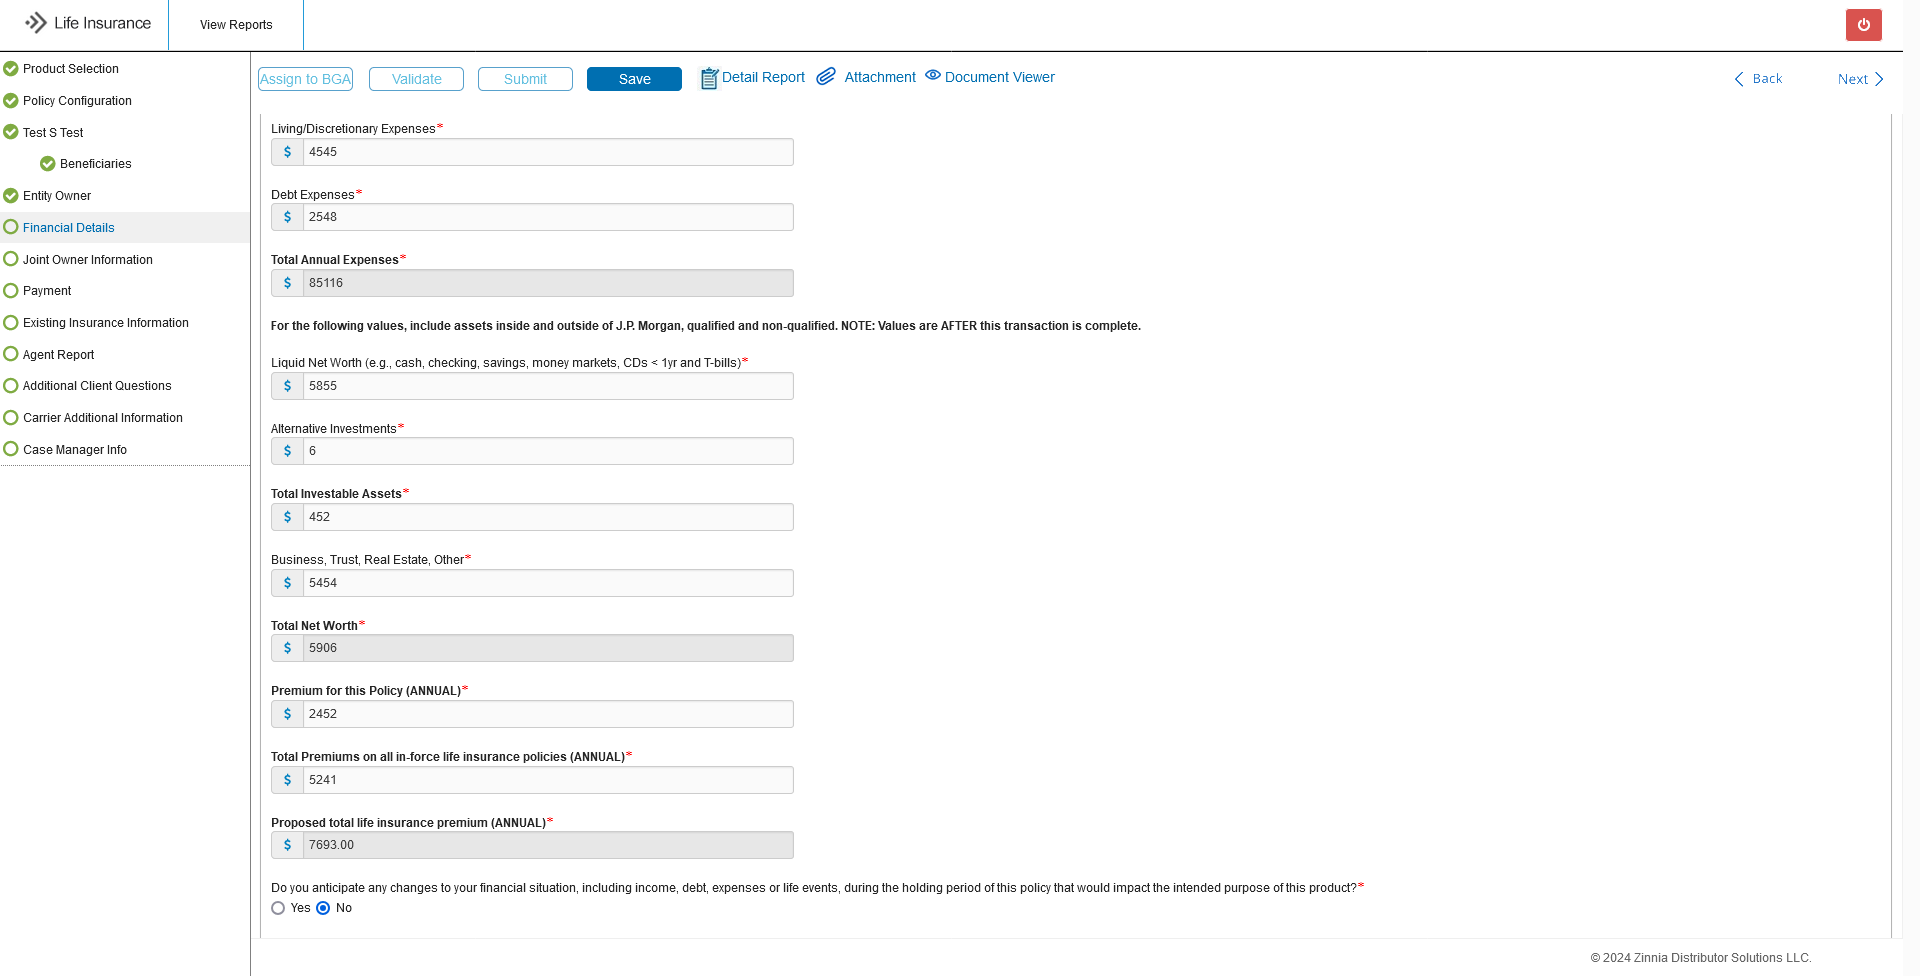 Life Insurance
View Reports
Product Selection
Policy Configuration
Test S Test
Beneficiaries
Entity Owner
Financial Details
Joint Owner Information
Payment
Existing Insurance Information
Agent Report
Additional Client Questions
Carrier Additional Information
Case Manager Info
Assign to BGA
Validate
Submit
Save
Detail Report
Attachment
Document Viewer
Back
Next
Living/Discretionary Expenses*
$ 4545
Debt Expenses*
$ 2548
Total Annual Expenses*
$ 85116
For the following values, include assets inside and outside of J.P. Morgan, qualified and non-qualified. NOTE: Values are AFTER this transaction is complete.
Liquid Net Worth (e.g., cash, checking, savings, money markets, CDs < 1yr and T-bills)*
$ 5855
Alternative Investments*
$ 6
Total Investable Assets*
$ 452
Business, Trust, Real Estate, Other*
$ 5454
Total Net Worth*
$ 5906
Premium for this Policy (ANNUAL)*
$ 2452
Total Premiums on all in-force life insurance policies (ANNUAL)*
$ 5241
Proposed total life insurance premium (ANNUAL)*
$ 7693.00
Do you anticipate any changes to your financial situation, including income, debt, expenses or life events, during the holding period of this policy that would impact the intended purpose of this product?*
Yes No
© 2024 Zinnia Distributor Solutions LLC.